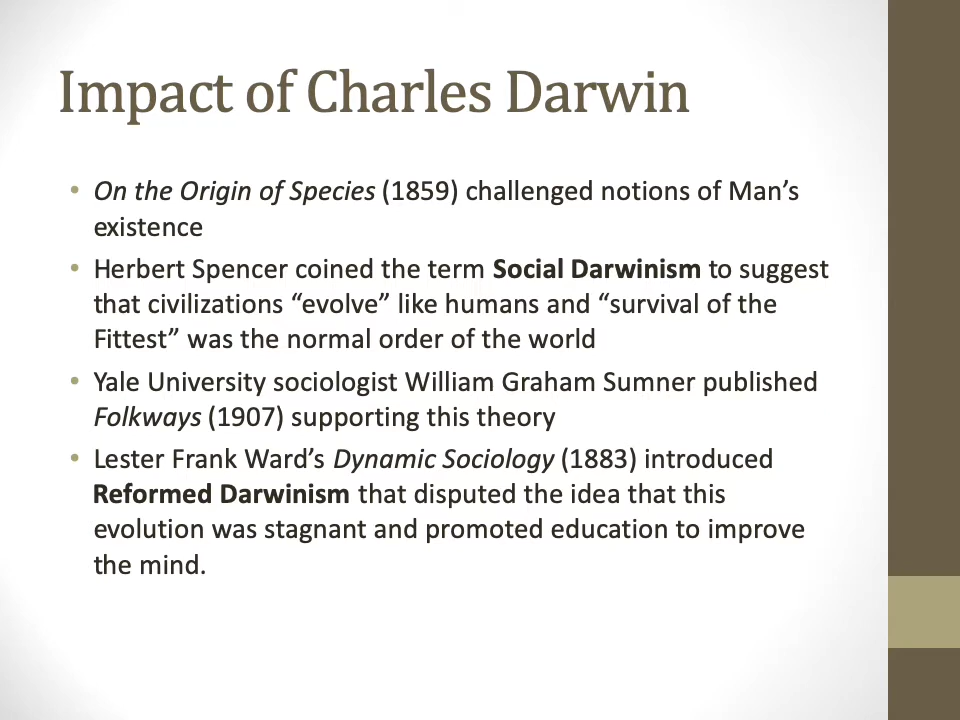 Impact of Charles Darwin
• On the Origin of Species (1859) challenged notions of Man’s
existence
• Herbert Spencer coined the term Social Darwinism to suggest
that civilizations “evolve” like humans and “survival of the
Fittest” was the normal order of the world
• Yale University sociologist William Graham Sumner published
Folkways (1907) supporting this theory
• Lester Frank Ward’s Dynamic Sociology (1883) introduced
Reformed Darwinism that disputed the idea that this
evolution was stagnant and promoted education to improve
the mind.